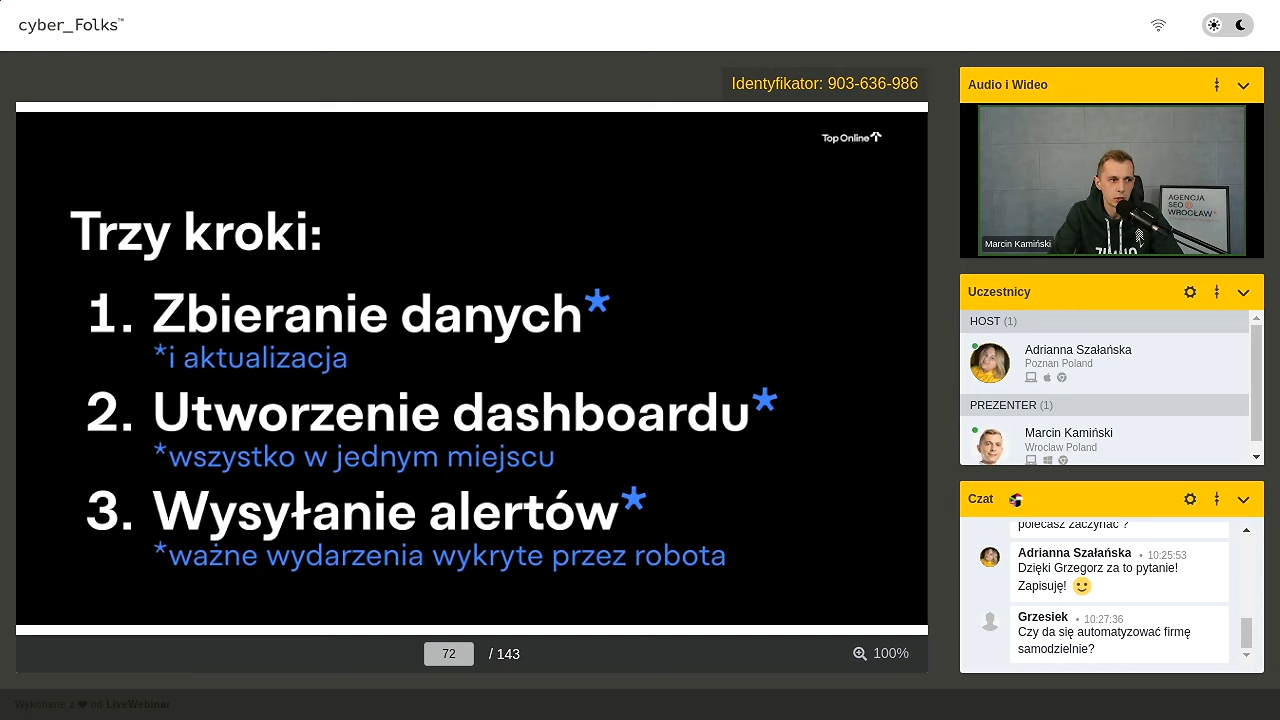 cyber_Folks™
Identyfikator: 903-636-986
Top Online
Trzy kroki:
1. Zbieranie danych*
*i aktualizacja
2. Utworzenie dashboardu*
*wszystko w jednym miejscu
3. Wysyłanie alertów*
*ważne wydarzenia wykryte przez robota
72 / 143
100%
Audio i Wideo
AGENCJA
SEO
WROCŁAW
Marcin Kamiński
Uczestnicy
HOST (1)
Adrianna Szałańska
Poznan Poland
PREZENTER (1)
Marcin Kamiński
Wroclaw Poland
Czat
polecasz zacząć ?
Adrianna Szałańska • 10:25:53
Dzięki Grzegorz za to pytanie!
Zapisuję! 🙂
Grzesiek • 10:27:36
Czy da się automatyzować firmę
samodzielnie?
Wykonane z ❤ od LiveWebinar